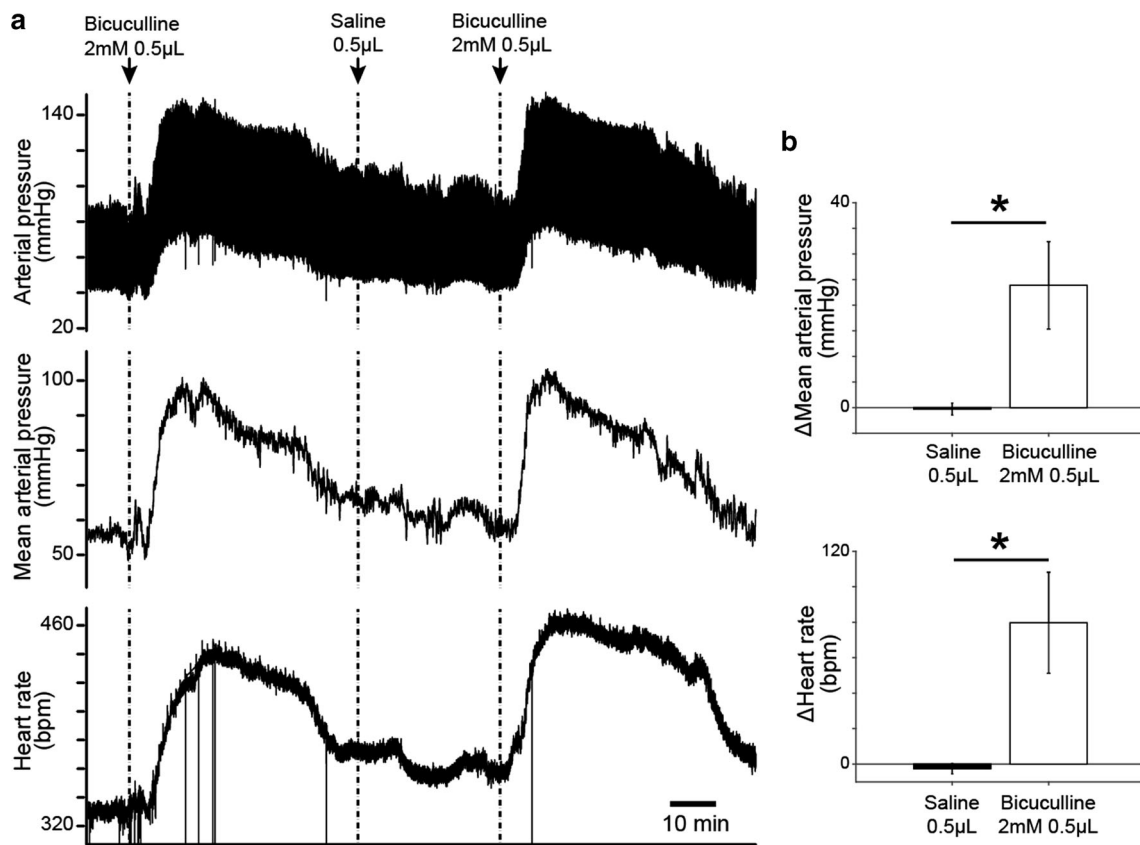 a
Bicuculline
2mM 0.5µL
Saline
0.5µL
Bicuculline
2mM 0.5µL
Arterial pressure
(mmHg)
140
20
Mean arterial pressure
(mmHg)
100
50
Heart rate
(bpm)
460
320
10 min
b
ΔMean arterial pressure
(mmHg)
40
0
*
Saline
0.5µL
Bicuculline
2mM 0.5µL
ΔHeart rate
(bpm)
120
0
*
Saline
0.5µL
Bicuculline
2mM 0.5µL